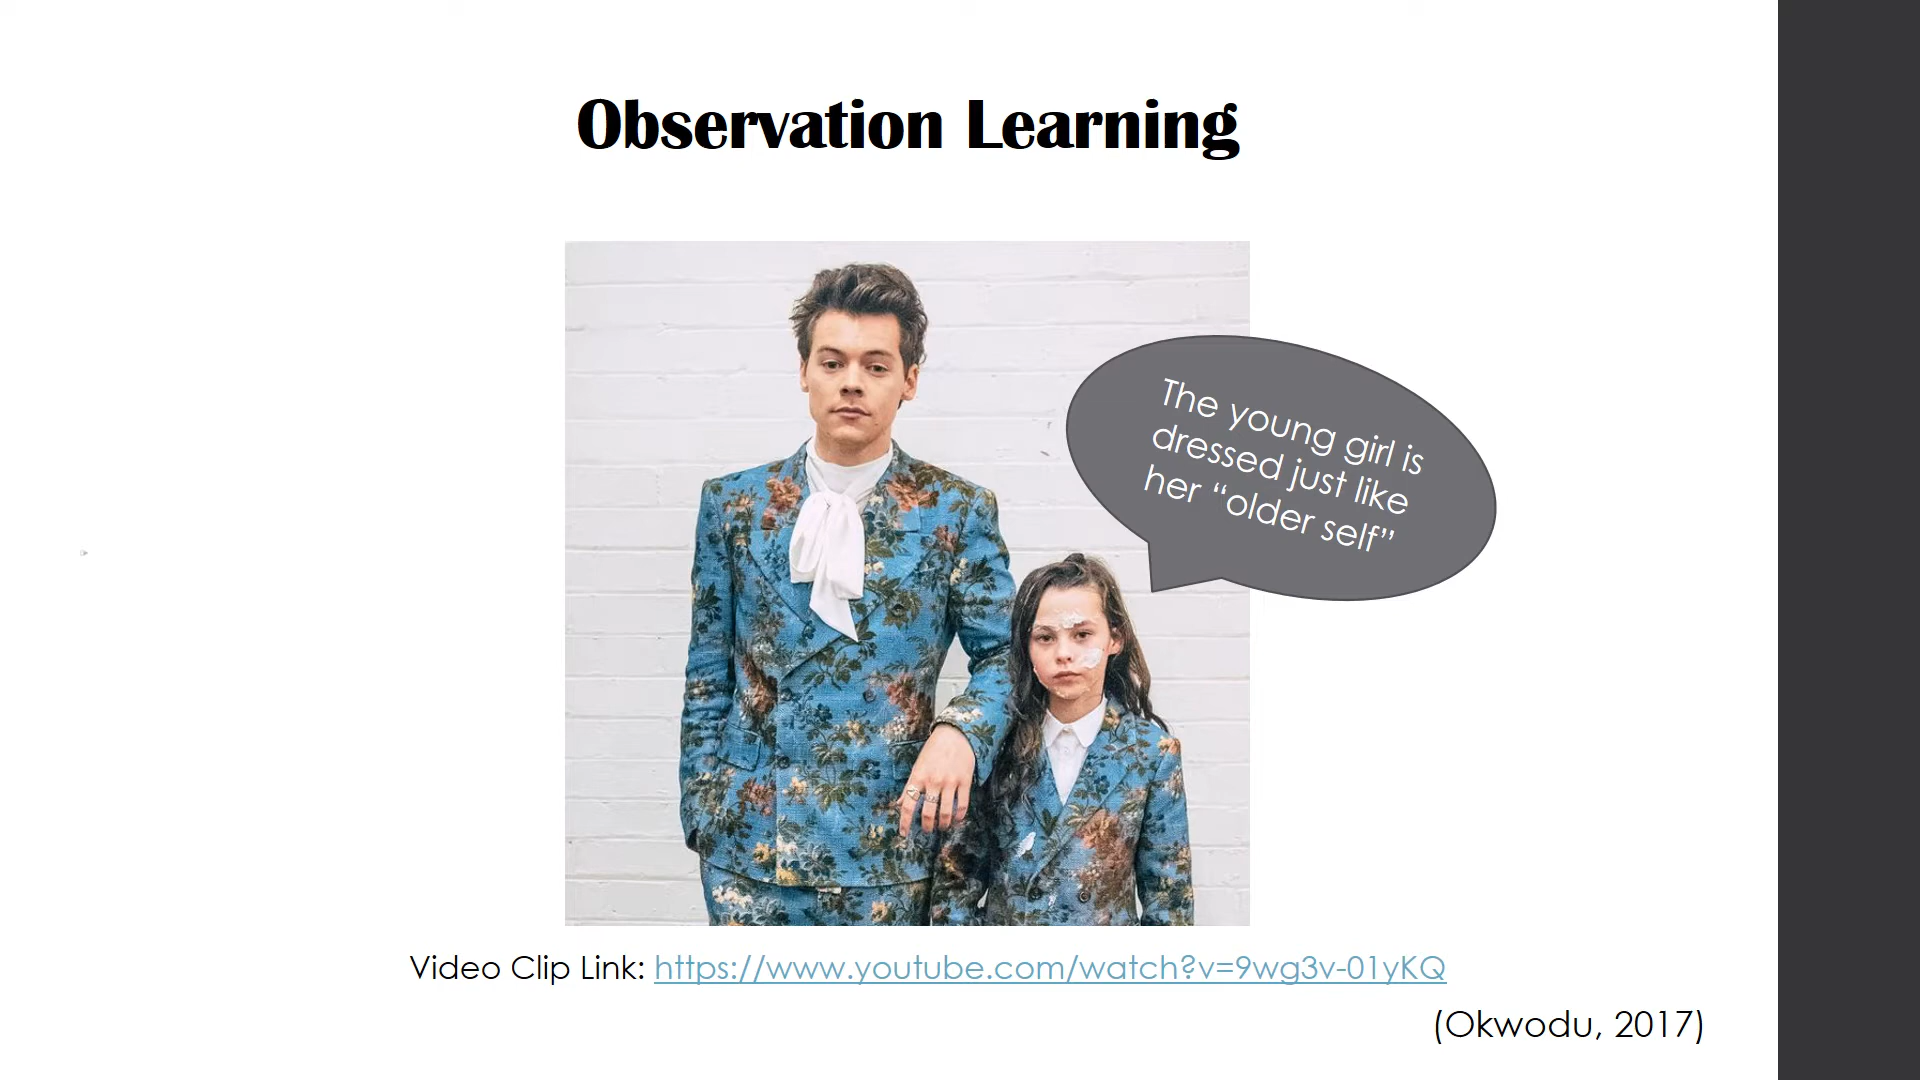 Observation Learning
The young girl is
dressed just like
her “older self”
Video Clip Link: https://www.youtube.com/watch?v=9wg3v-01yKQ
(Okwodu, 2017)